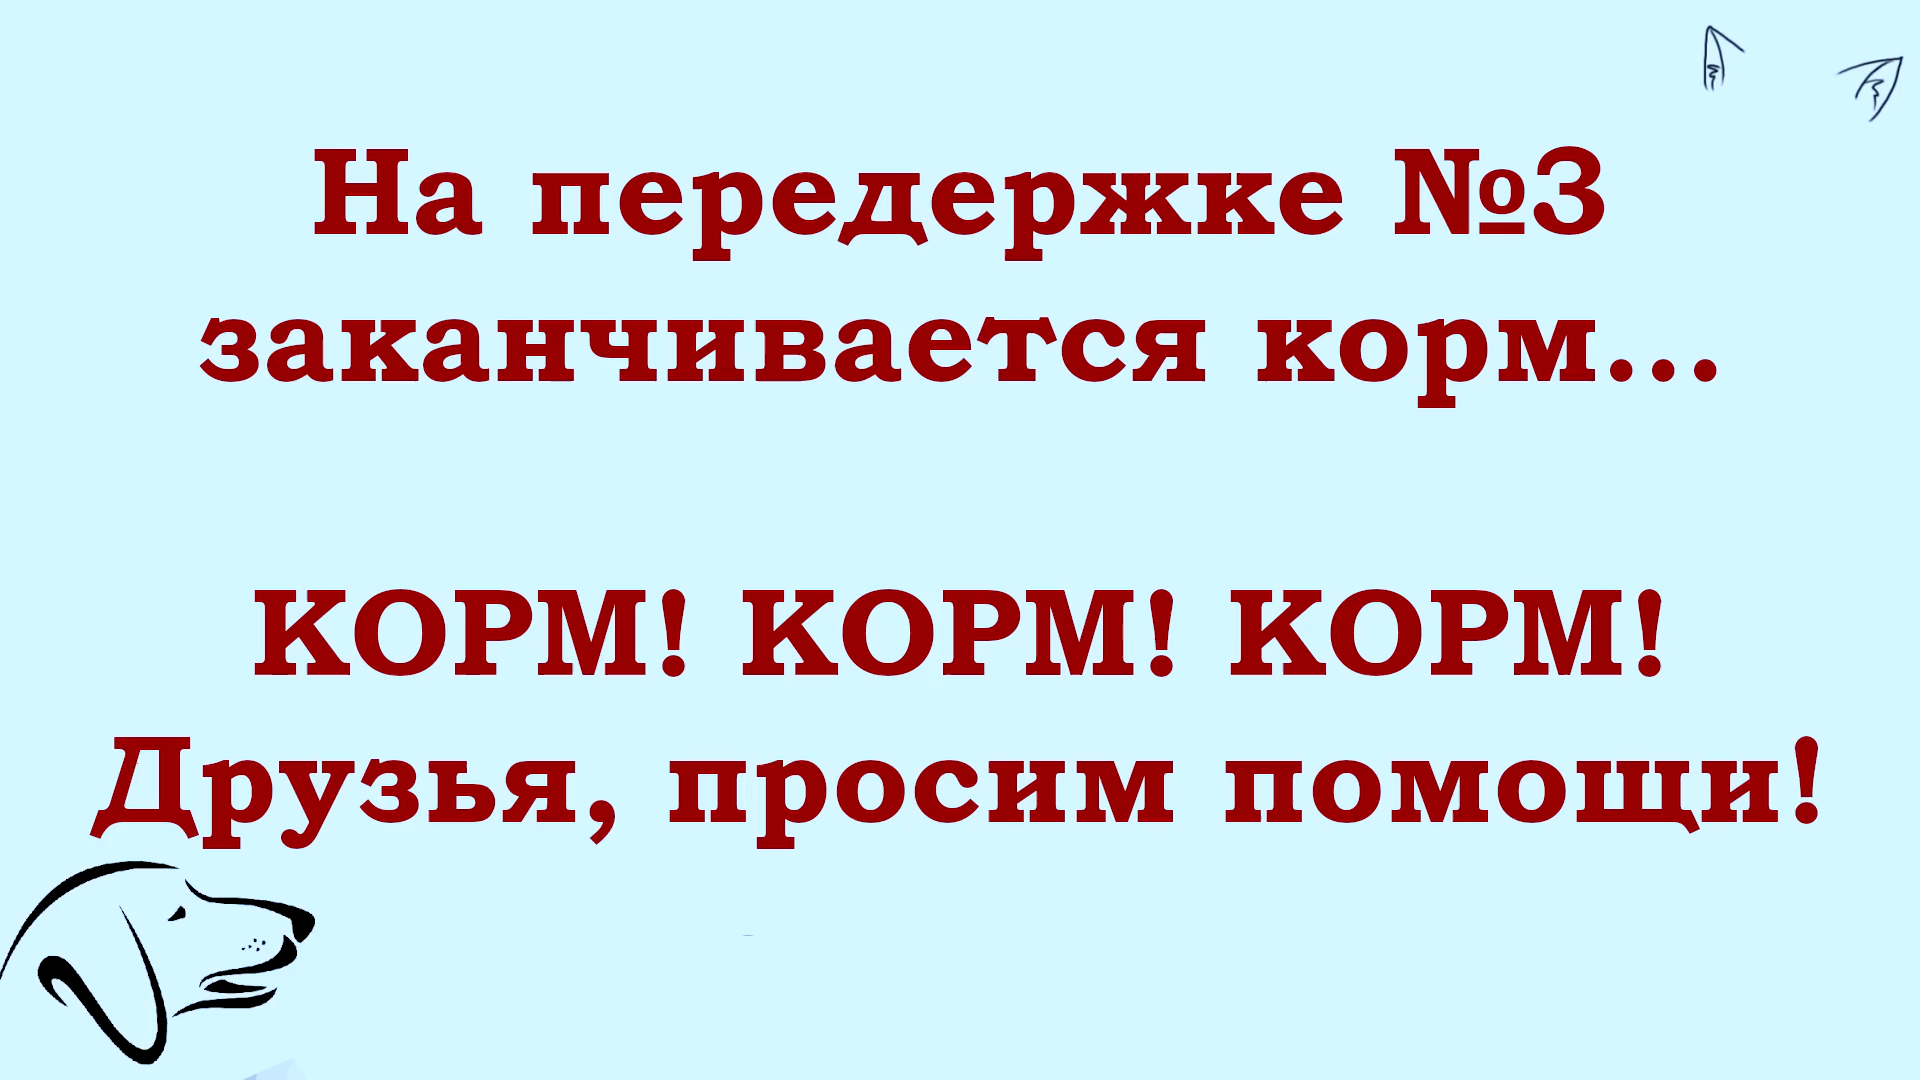 На передержке №3
заканчивается корм...
КОРМ! КОРМ! КОРМ!
Друзья, просим помощи!